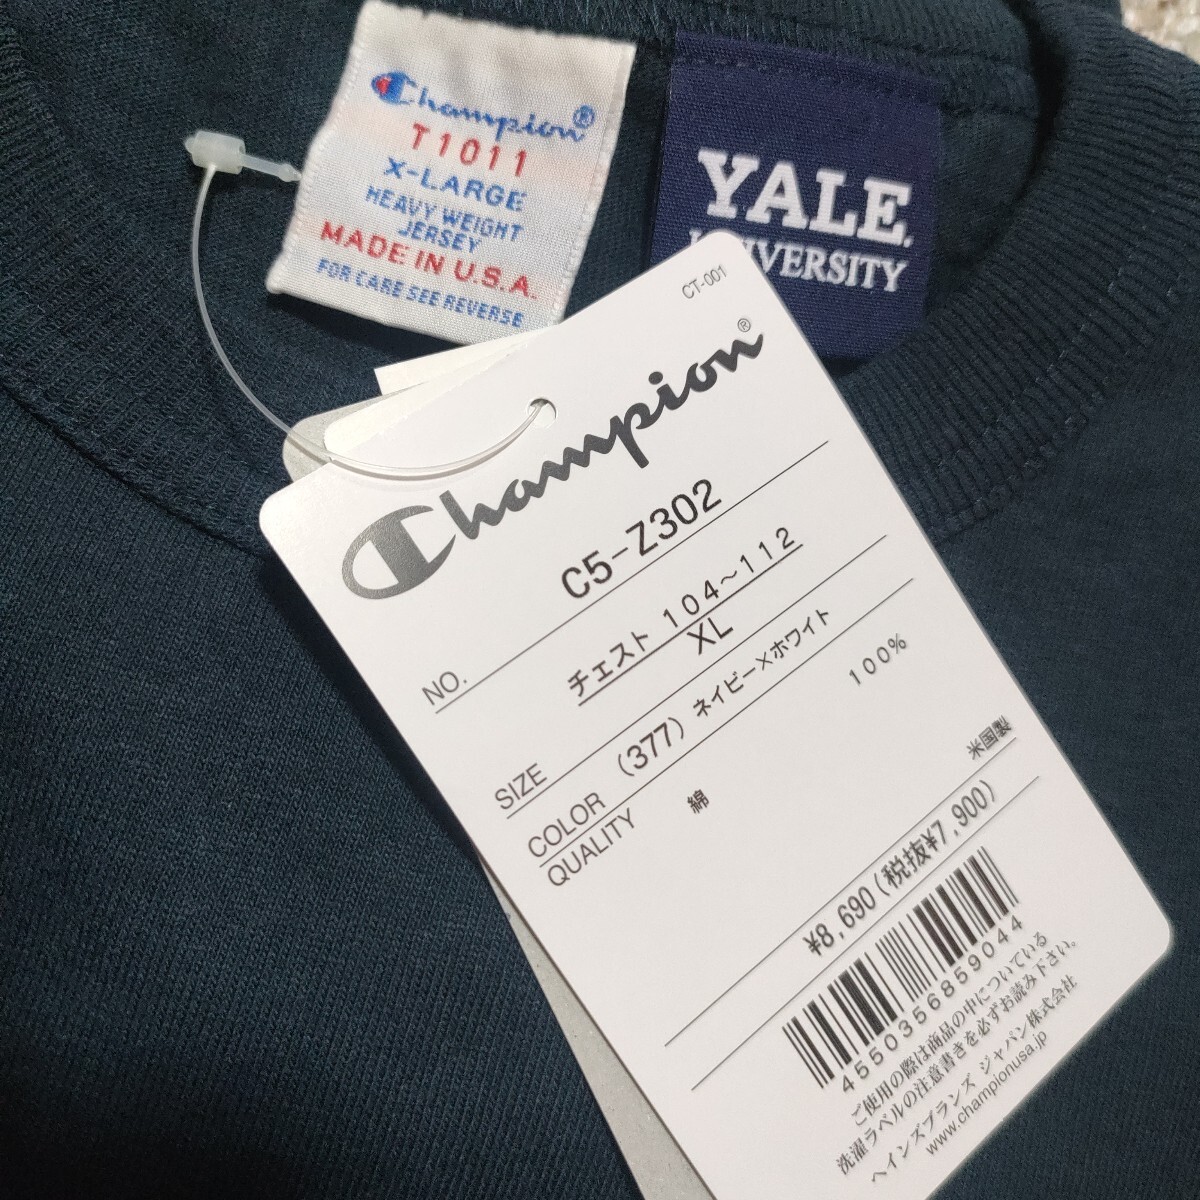 Champion®
T1011
X-LARGE
HEAVY WEIGHT
JERSEY
MADE IN U.S.A.
FOR CARE SEE REVERSE
YALE
VERSITY
CT-001
Champion®
NO. C5-Z302
チェスト 104〜112
SIZE XL
COLOR (377) ネイビー×ホワイト
QUALITY 綿 100%
米国製
¥8,690(税抜¥7,900)
4550356859044
ご使用の際は商品の中についている
洗濯ラベルの注意書きを必ずお読み下さい。
ヘインズブランズ ジャパン株式会社
www.championusa.jp